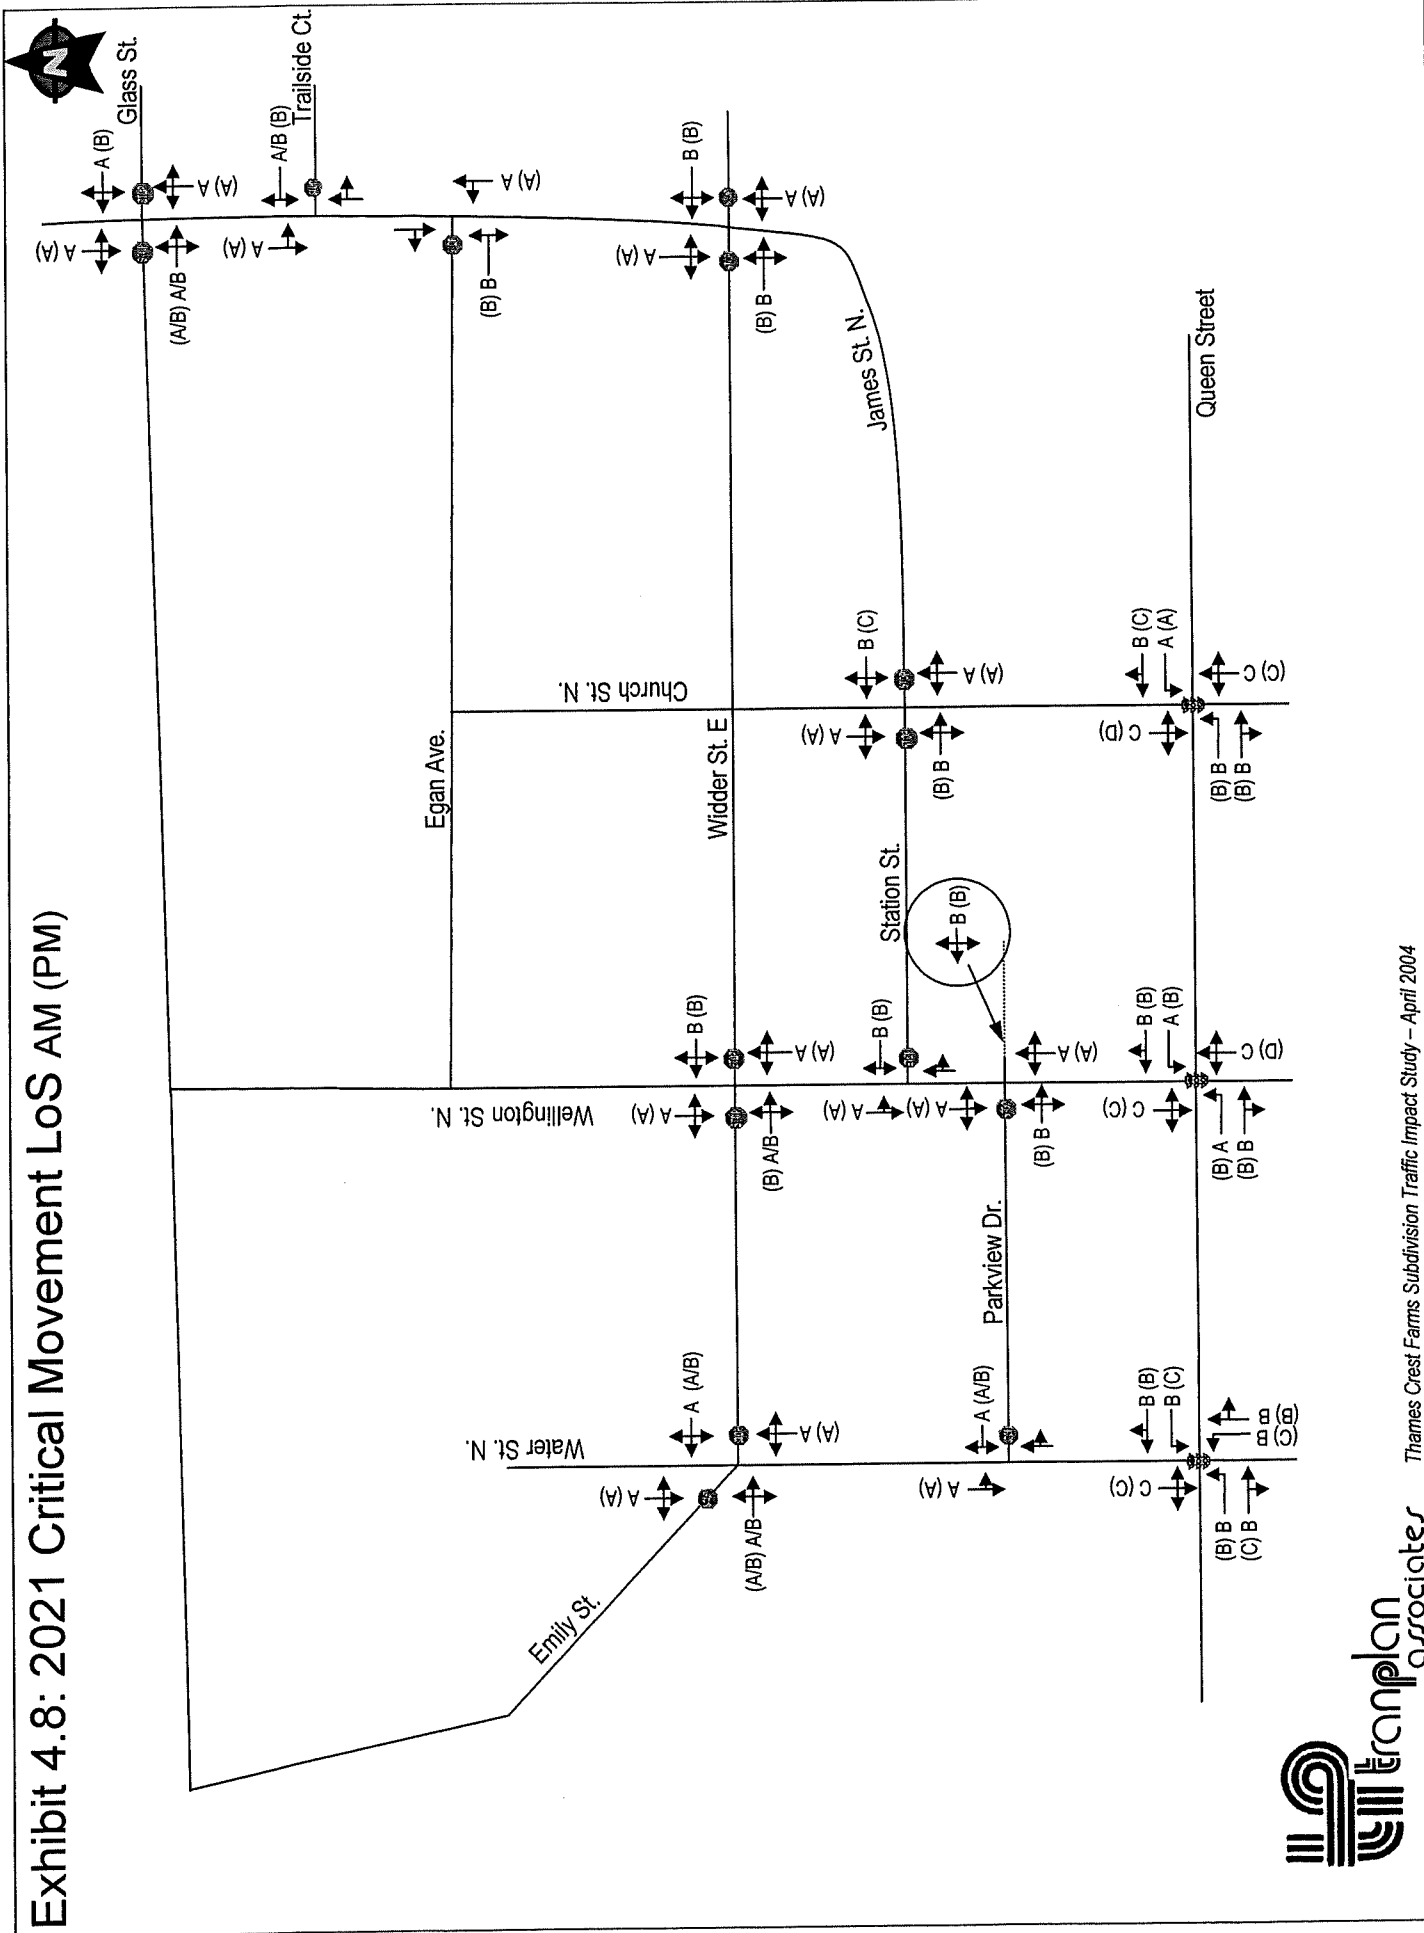 Exhibit 4.8: 2021 Critical Movement LoS AM (PM)
N
Glass St.
A (B)
(A) A
A (A)
(A/B) A/B
Trailside Ct.
A/B (B)
A (A)
(A) A
(B) B
Egan Ave.
B (B)
(A) A
A (A)
(B) B
Widder St. E
James St. N.
Church St. N.
B (C)
(A) A
A (A)
(B) B
Station St.
B (B)
B (B)
A (A)
Wellington St. N.
B (B)
(A) A
A (A)
(B) A/B
A (A)
(A) A
(B) B
Parkview Dr.
Water St. N.
A (A/B)
(A) A
A (A)
(A/B) A/B
Emily St.
A (A/B)
A (A)
Queen Street
B (C)
A (A)
(C) C
C (D)
(B) B
(B) B
B (B)
A (B)
(D) C
C (C)
(B) A
(B) B
B (B)
B (C)
(B) B
(C) B
C (C)
(B) B
(C) B
tranplan
associates
Thames Crest Farms Subdivision Traffic Impact Study – April 2004